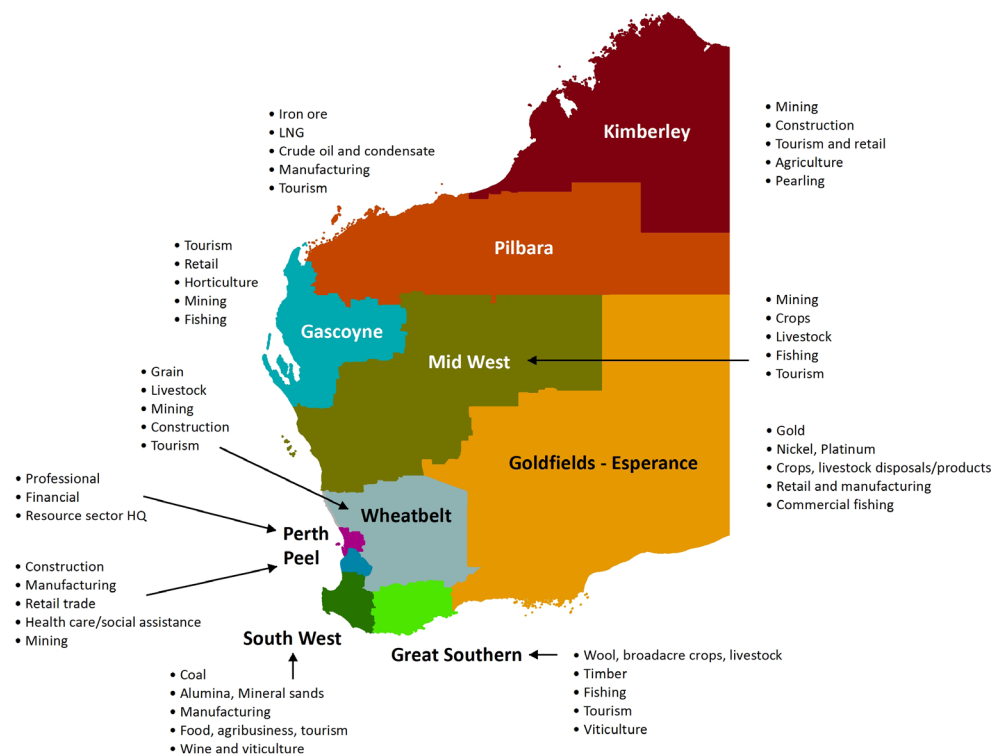 Kimberley
• Mining
• Construction
• Tourism and retail
• Agriculture
• Pearling
• Iron ore
• LNG
• Crude oil and condensate
• Manufacturing
• Tourism
Pilbara
• Tourism
• Retail
• Horticulture
• Mining
• Fishing
Gascoyne
Mid West
• Mining
• Crops
• Livestock
• Fishing
• Tourism
• Grain
• Livestock
• Mining
• Construction
• Tourism
Wheatbelt
Goldfields - Esperance
• Gold
• Nickel, Platinum
• Crops, livestock disposals/products
• Retail and manufacturing
• Commercial fishing
• Professional
• Financial
• Resource sector HQ
Perth
Peel
• Construction
• Manufacturing
• Retail trade
• Health care/social assistance
• Mining
South West
• Coal
• Alumina, Mineral sands
• Manufacturing
• Food, agribusiness, tourism
• Wine and viticulture
Great Southern
• Wool, broadacre crops, livestock
• Timber
• Fishing
• Tourism
• Viticulture